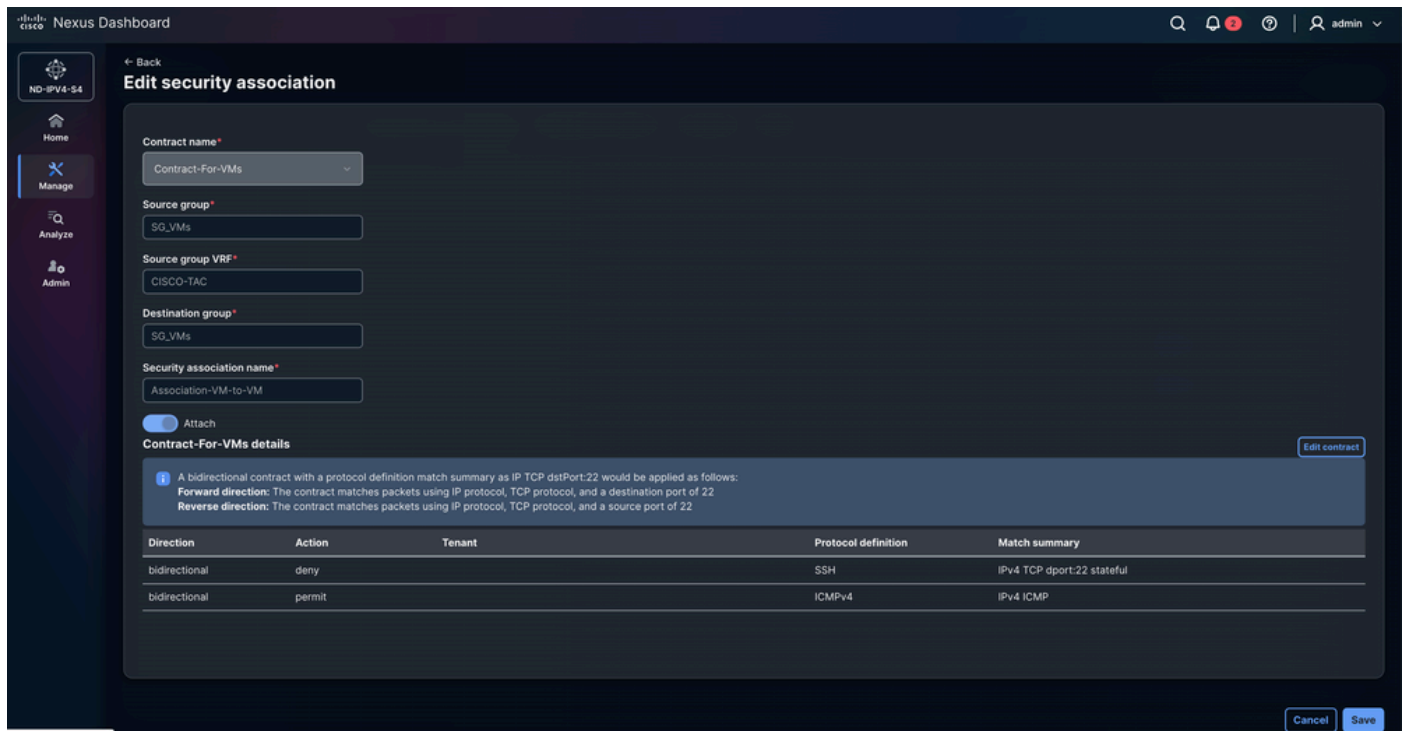 cisco Nexus Dashboard
2
admin
ND-IPV4-S4
Home
Manage
Analyze
Admin
← Back
Edit security association
Contract name*
Contract-For-VMs
Source group*
SG_VMs
Source group VRF*
CISCO-TAC
Destination group*
SG_VMs
Security association name*
Association-VM-to-VM
Attach
Contract-For-VMs details
Edit contract
A bidirectional contract with a protocol definition match summary as IP TCP dstPort:22 would be applied as follows:
Forward direction: The contract matches packets using IP protocol, TCP protocol, and a destination port of 22
Reverse direction: The contract matches packets using IP protocol, TCP protocol, and a source port of 22
Direction Action Tenant Protocol definition Match summary
bidirectional deny SSH IPv4 TCP dport:22 stateful
bidirectional permit ICMPv4 IPv4 ICMP
Cancel Save